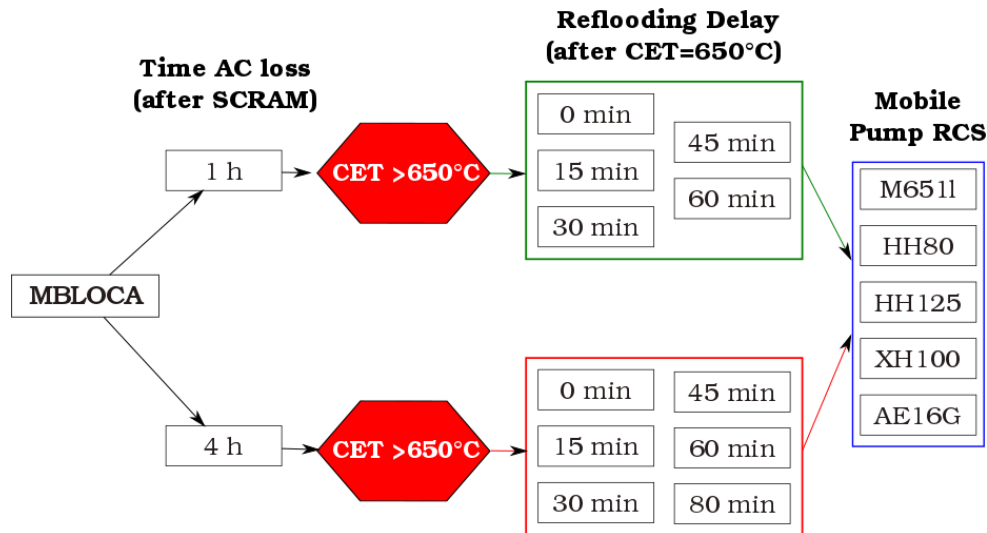 Reflooding Delay
(after CET=650°C)
Time AC loss
(after SCRAM)
Mobile
Pump RCS
0 min
45 min
1 h
CET >650°C
15 min
60 min
30 min
M651l
HH80
HH125
XH100
AE16G
MBLOCA
0 min
45 min
4 h
CET >650°C
15 min
60 min
30 min
80 min